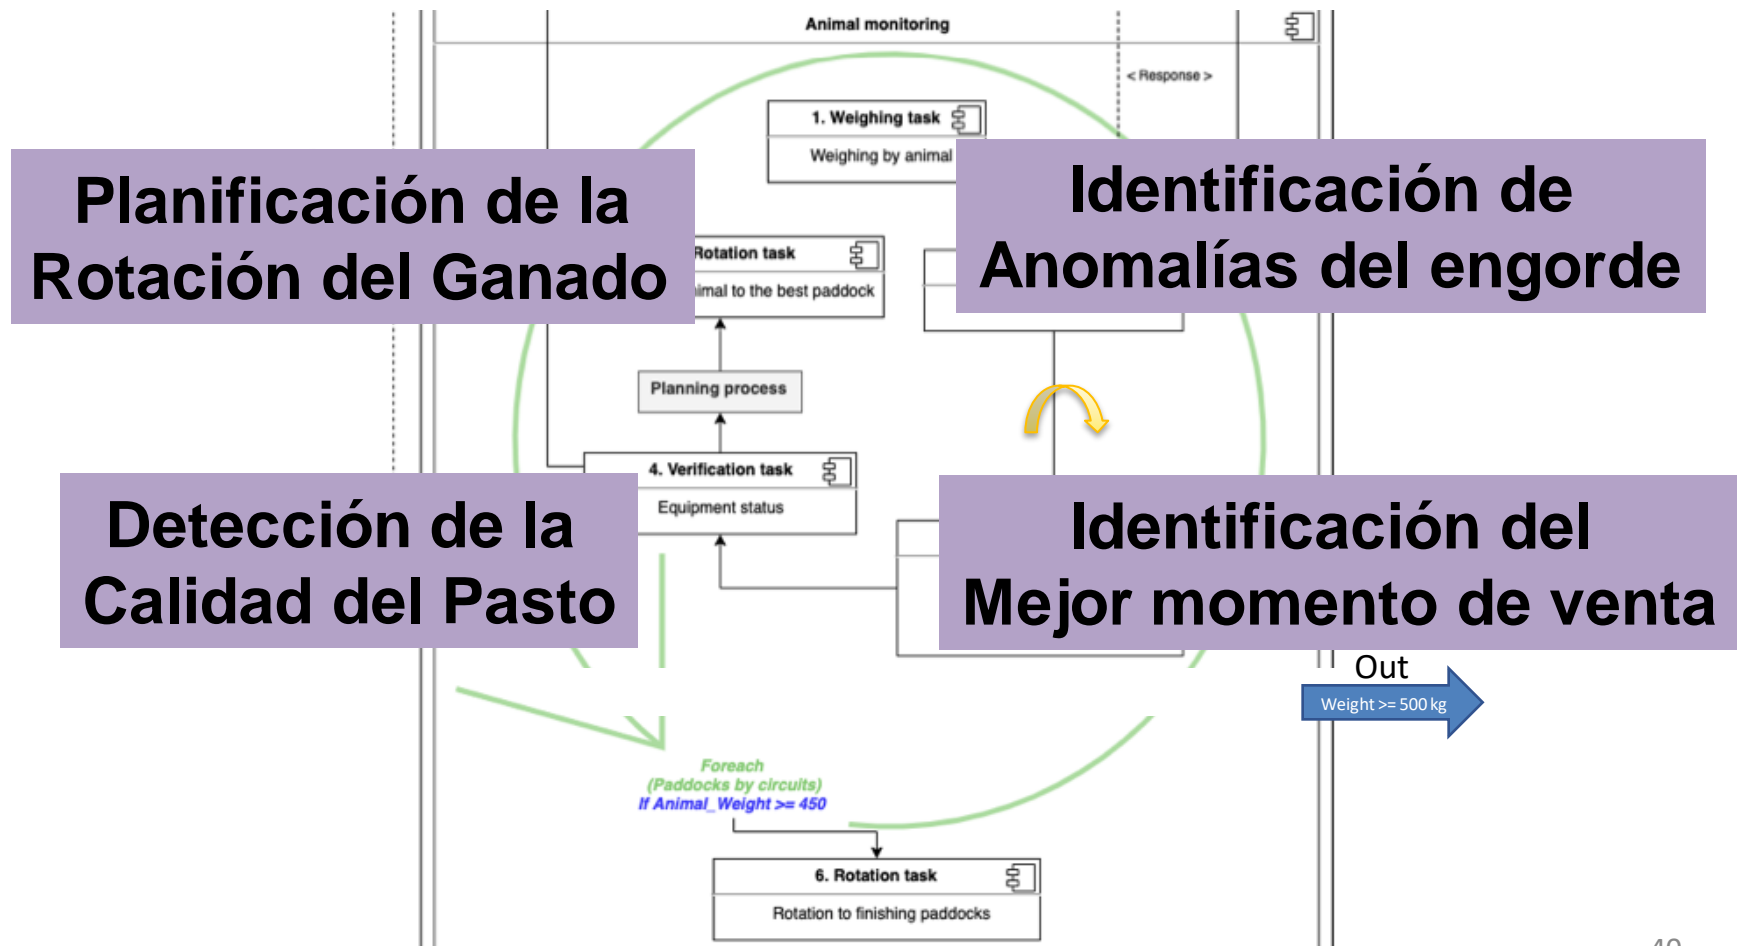 Animal monitoring
< Response >
1. Weighing task
Weighing by animal
Planificación de la
Rotación del Ganado
Identificación de
Anomalías del engorde
Rotation task
to the best paddock
Planning process
4. Verification task
Equipment status
Detección de la
Calidad del Pasto
Identificación del
Mejor momento de venta
Out
Weight >= 500 kg
Foreach
(Paddocks by circuits)
If Animal_Weight >= 450
6. Rotation task
Rotation to finishing paddocks